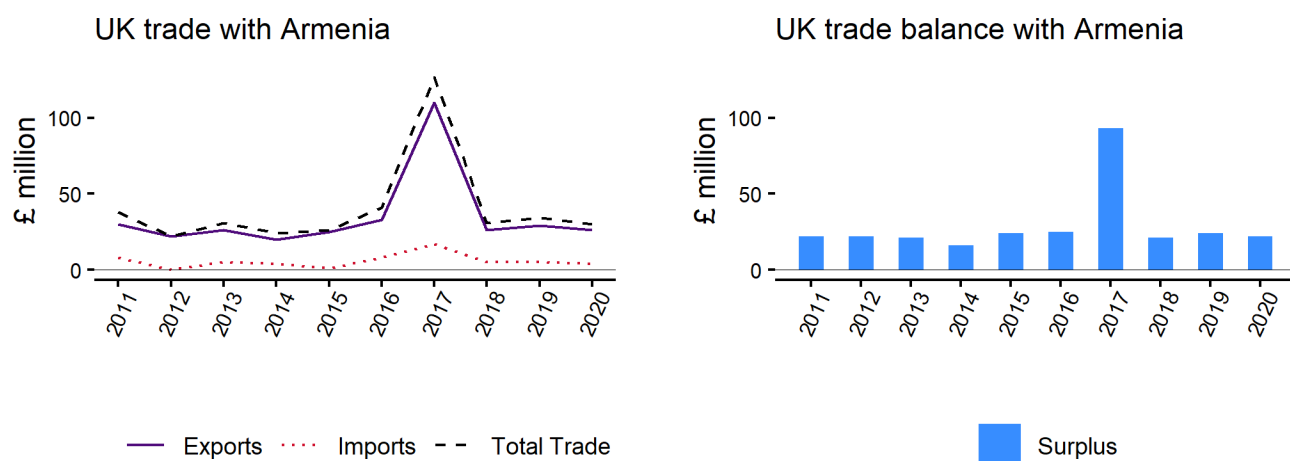 UK trade with Armenia
£ million
100
50
0
2011 2012 2013 2014 2015 2016 2017 2018 2019 2020
Exports Imports Total Trade
UK trade balance with Armenia
£ million
100
50
0
2011 2012 2013 2014 2015 2016 2017 2018 2019 2020
Surplus